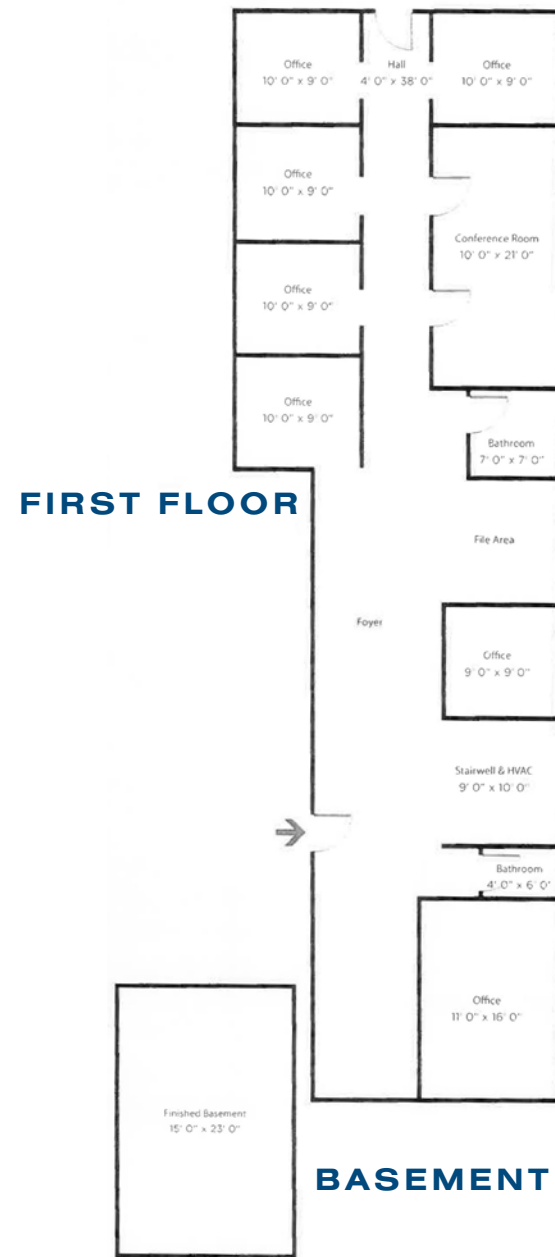 Office
10' 0" x 9' 0"
Hall
4' 0" x 38' 0"
Office
10' 0" x 9' 0"
Office
10' 0" x 9' 0"
Conference Room
10' 0" x 21' 0"
Office
10' 0" x 9' 0"
Office
10' 0" x 9' 0"
Bathroom
7' 0" x 7' 0"
FIRST FLOOR
File Area
Foyer
Office
9' 0" x 9' 0"
Stairwell & HVAC
9' 0" x 10' 0"
Bathroom
4' 0" x 6' 0"
Office
11' 0" x 16' 0"
Finished Basement
15' 0" x 23' 0"
BASEMENT